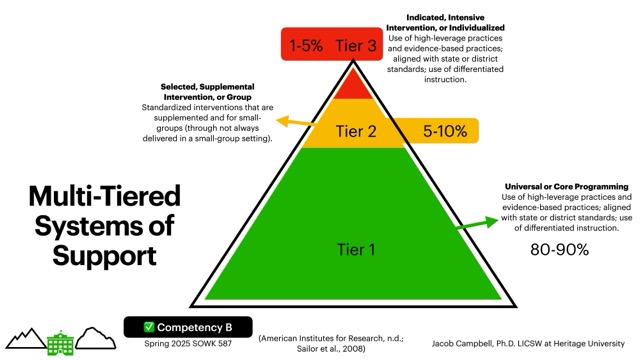 1-5% Tier 3
Indicated, Intensive
Intervention, or Individualized
Use of high-leverage practices
and evidence-based practices;
aligned with state or district
standards; use of differentiated
instruction.
Selected, Supplemental
Intervention, or Group
Standardized interventions that are
supplemented and for small-
groups (through not always
delivered in a small-group setting).
Tier 2
5-10%
Multi-Tiered
Systems of
Support
Universal or Core Programming
Use of high-leverage practices and
evidence-based practices; aligned
with state or district standards; use
of differentiated instruction.
80-90%
Tier 1
Competency B
Spring 2025 SOWK 587
(American Institutes for Research, n.d.;
Sailor et al., 2008)
Jacob Campbell, Ph.D. LICSW at Heritage University